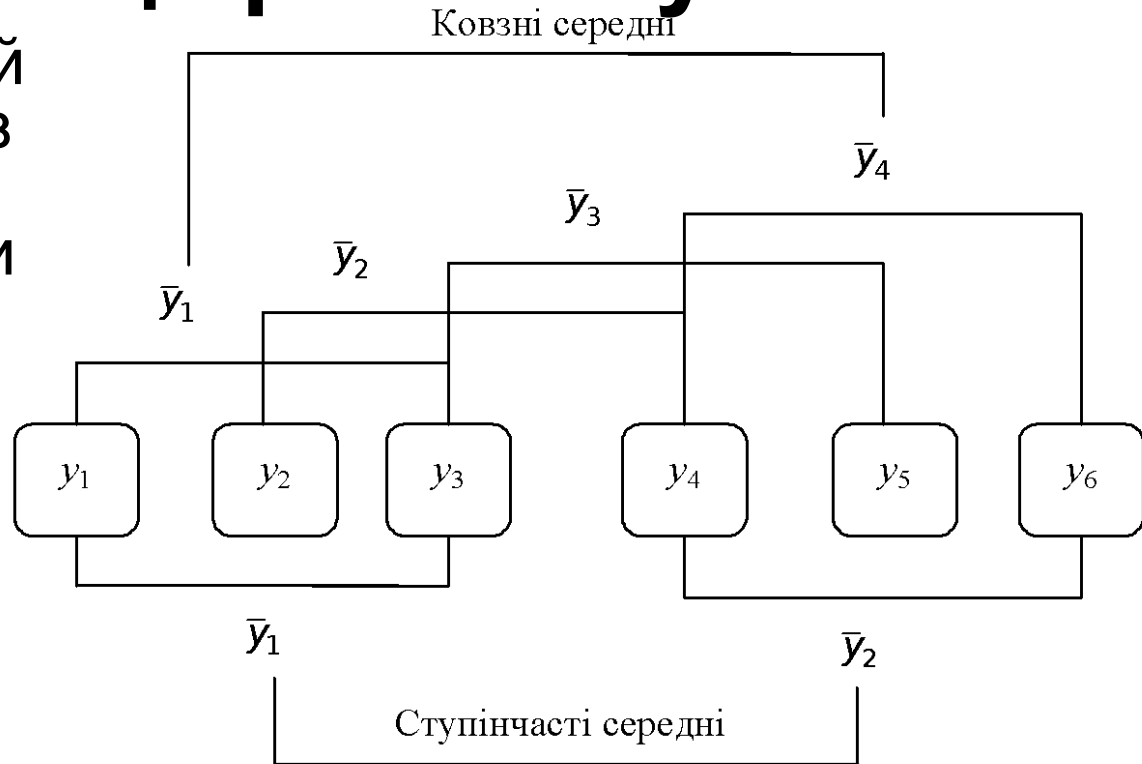 Ковзні середні
й
в
и
ȳ4
ȳ3
ȳ2
ȳ1
y1 y2 y3 y4 y5 y6
ȳ1 ȳ2
Ступінчасті середні